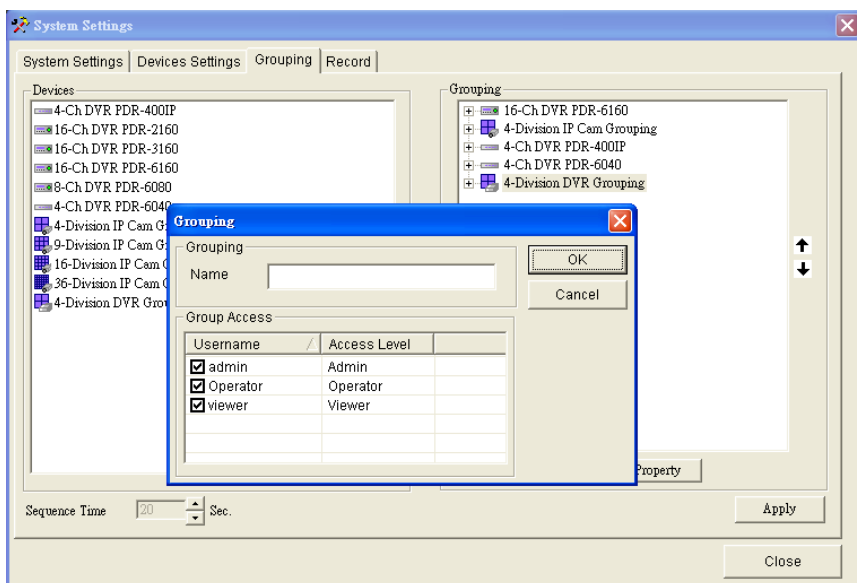 System Settings
System Settings
Devices Settings
Grouping
Record
Devices
4-Ch DVR PDR-400IP
16-Ch DVR PDR-2160
16-Ch DVR PDR-3160
16-Ch DVR PDR-6160
8-Ch DVR PDR-6080
4-Ch DVR PDR-6040
4-Division IP Cam G
9-Division IP Cam G
16-Division IP Cam
36-Division IP Cam
4-Division DVR Grou
Sequence Time
20
Sec.
Grouping
16-Ch DVR PDR-6160
4-Division IP Cam Grouping
4-Ch DVR PDR-400IP
4-Ch DVR PDR-6040
4-Division DVR Grouping
Property
Apply
Close
Grouping
Grouping
Name
OK
Cancel
Group Access
Username Access Level
admin Admin
Operator Operator
viewer Viewer